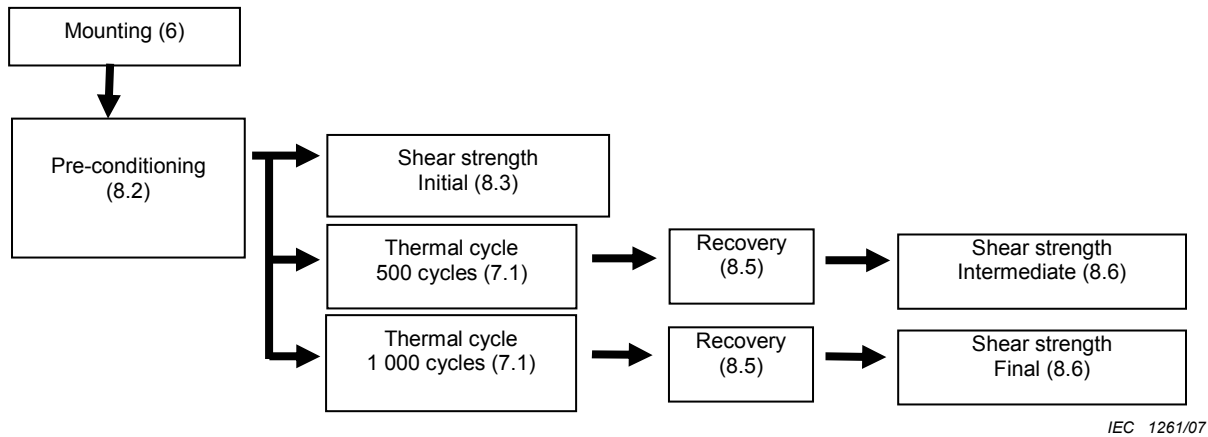 Mounting (6)
Pre-conditioning
(8.2)
Shear strength
Initial (8.3)
Thermal cycle
500 cycles (7.1)
Recovery
(8.5)
Shear strength
Intermediate (8.6)
Thermal cycle
1 000 cycles (7.1)
Recovery
(8.5)
Shear strength
Final (8.6)
IEC 1261/07